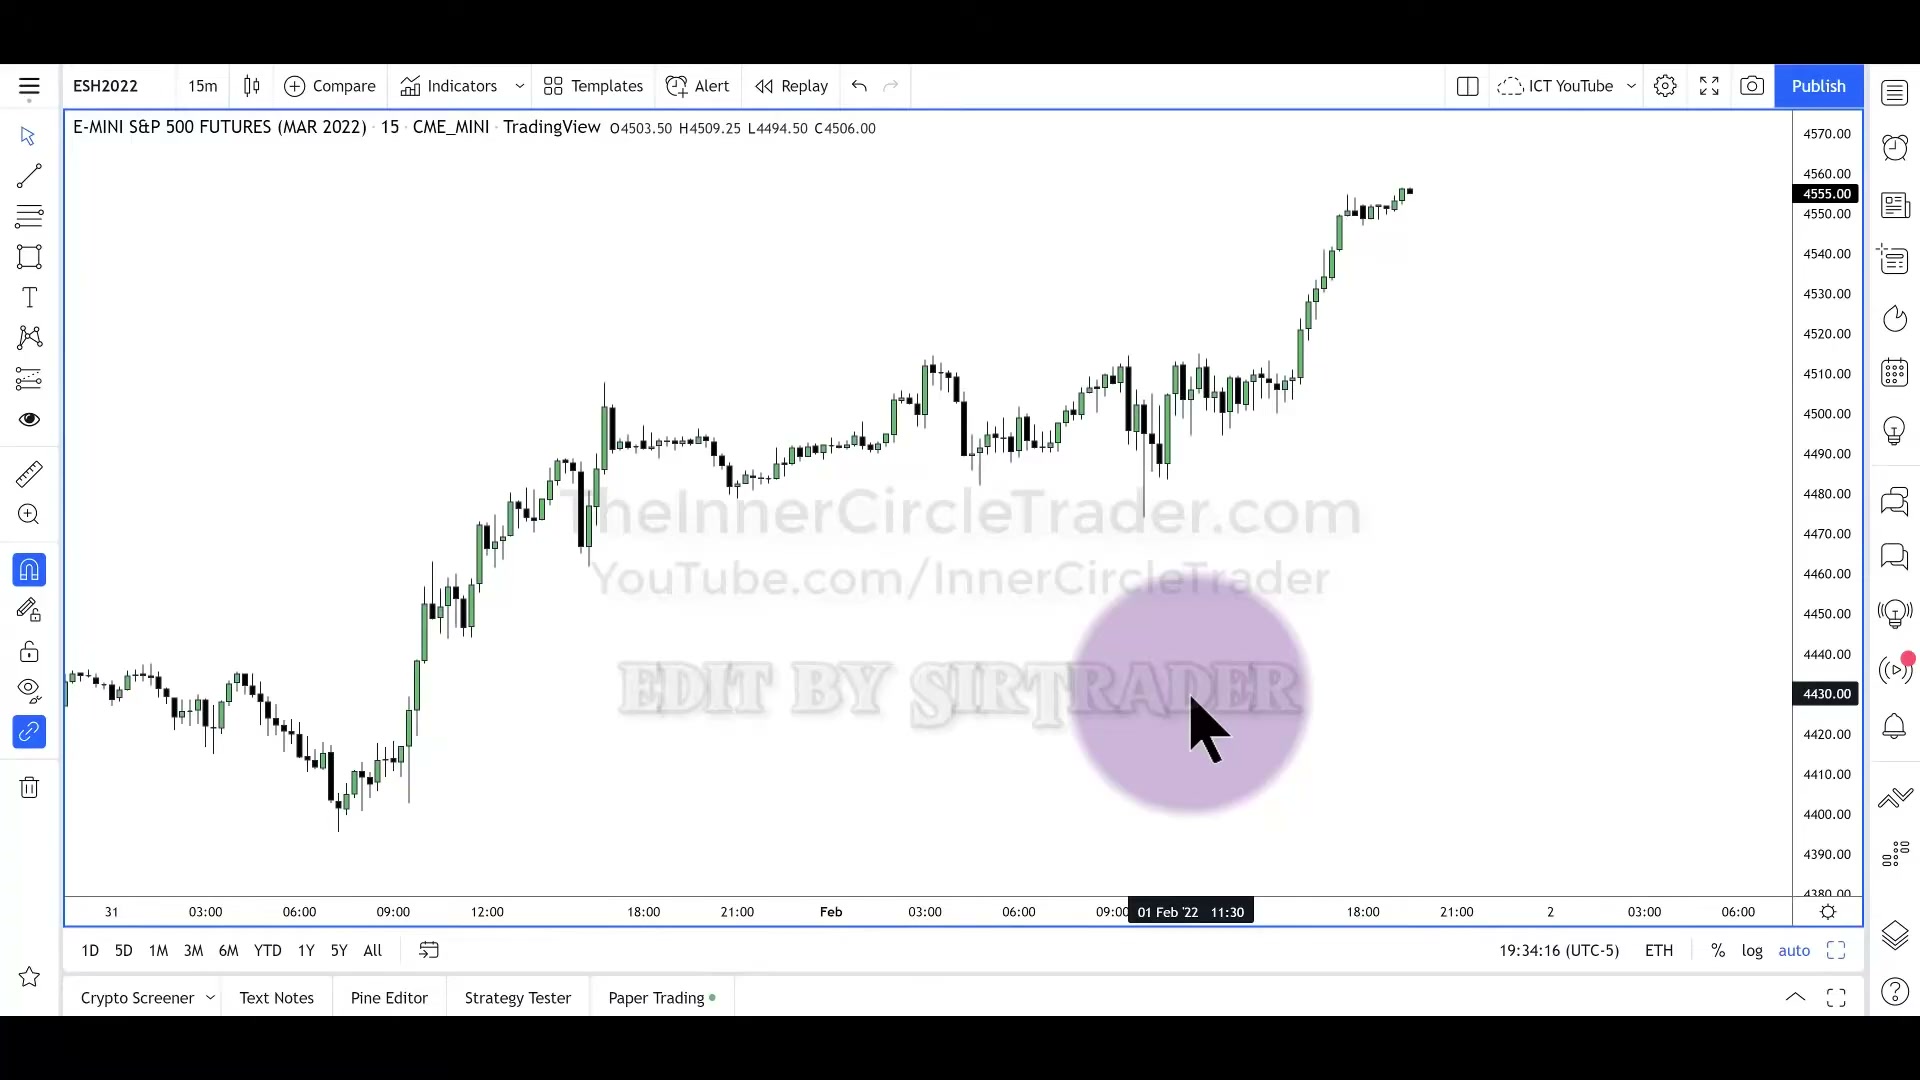 ESH2022 15m Compare Indicators Templates Alert Replay ICT YouTube Publish
E-MINI S&P 500 FUTURES (MAR 2022) · 15 · CME_MINI · TradingView O4503.50 H4509.25 L4494.50 C4506.00
4570.00
4560.00
4555.00
4550.00
4540.00
4530.00
4520.00
4510.00
4500.00
4490.00
4480.00
4470.00
4460.00
4450.00
4440.00
4430.00
4420.00
4410.00
4400.00
4390.00
4380.00
TheInnerCircleTrader.com
YouTube.com/InnerCircleTrader
EDIT BY SIRTRADER
31 03:00 06:00 09:00 12:00 18:00 21:00 Feb 03:00 06:00 09:00 01 Feb '22 11:30 18:00 21:00 2 03:00 06:00
1D 5D 1M 3M 6M YTD 1Y 5Y All 19:34:16 (UTC-5) ETH % log auto
Crypto Screener Text Notes Pine Editor Strategy Tester Paper Trading